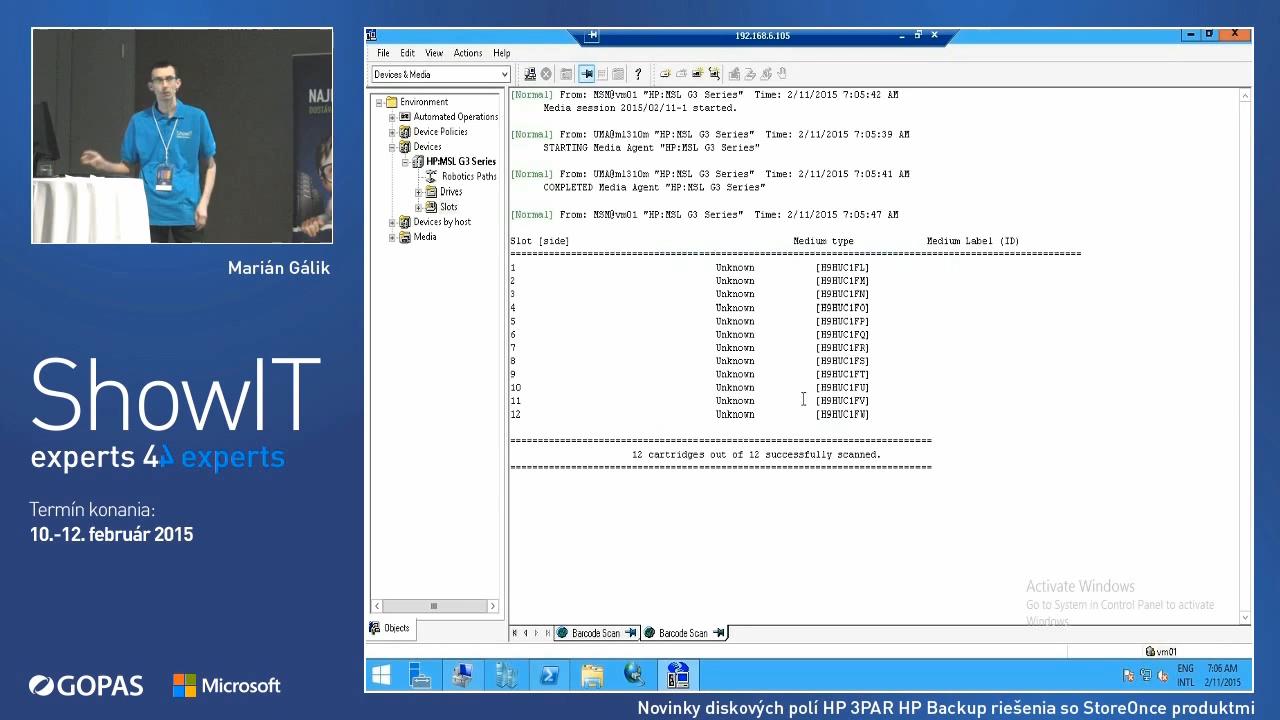 NAJ
DOSTÁV
ShowIT
Marián Gálik
ShowIT
experts 4 experts
Termín konania:
10.-12. február 2015
GOPAS
Microsoft
192.168.6.105
File Edit View Actions Help
Devices & Media
Environment
Automated Operations
Device Policies
Devices
HP:MSL G3 Series
Robotics Paths
Drives
Slots
Devices by host
Media
Objects
[Normal] From: MSM@vm01 "HP:MSL G3 Series" Time: 2/11/2015 7:05:42 AM
Media session 2015/02/11-1 started.
[Normal] From: UMA@ml310m "HP:MSL G3 Series" Time: 2/11/2015 7:05:39 AM
STARTING Media Agent "HP:MSL G3 Series"
[Normal] From: UMA@ml310m "HP:MSL G3 Series" Time: 2/11/2015 7:05:41 AM
COMPLETED Media Agent "HP:MSL G3 Series"
[Normal] From: MSM@vm01 "HP:MSL G3 Series" Time: 2/11/2015 7:05:47 AM
Slot [side] Medium type Medium Label (ID)
1 Unknown [H9HUC1FL]
2 Unknown [H9HUC1FM]
3 Unknown [H9HUC1FN]
4 Unknown [H9HUC1FO]
5 Unknown [H9HUC1FP]
6 Unknown [H9HUC1FQ]
7 Unknown [H9HUC1FR]
8 Unknown [H9HUC1FS]
9 Unknown [H9HUC1FT]
10 Unknown [H9HUC1FU]
11 Unknown [H9HUC1FV]
12 Unknown [H9HUC1FW]
12 cartridges out of 12 successfully scanned.
Activate Windows
Go to System in Control Panel to activate
Windows.
Barcode Scan Barcode Scan
vm01
ENG 7:06 AM
INTL 2/11/2015
Novinky diskových polí HP 3PAR HP Backup riešenia so StoreOnce produktmi